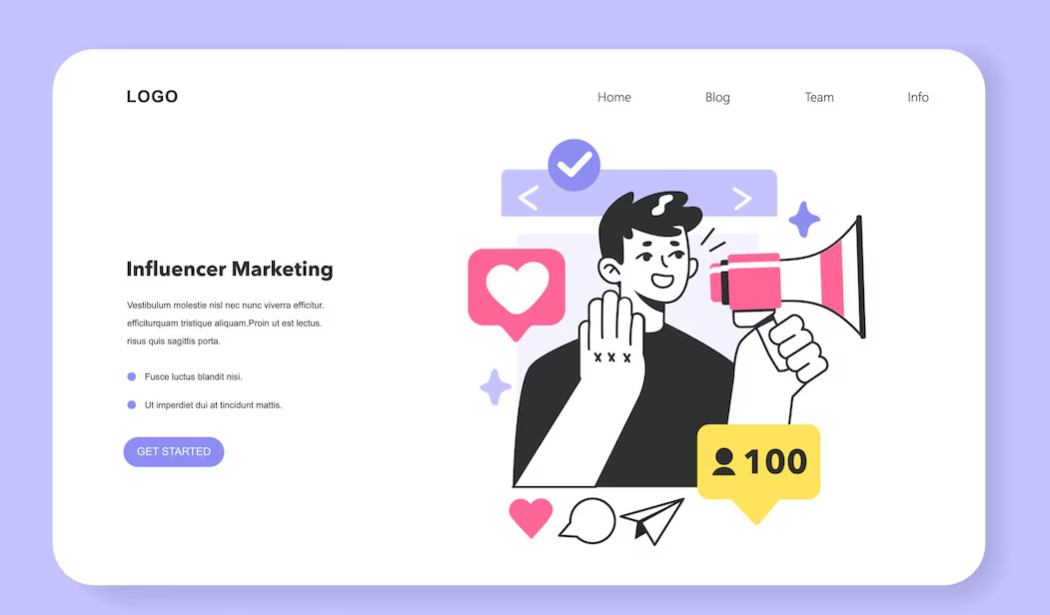 LOGO
Home
Blog
Team
Info
Influencer Marketing
Vestibulum molestie nisl nec nunc viverra efficitur.
efficiturquam tristique aliquam.Proin ut est lectus.
risus quis sagittis porta.
Fusce luctus blandit nisi.
Ut imperdiet dui at tincidunt mattis.
GET STARTED
x x x
100